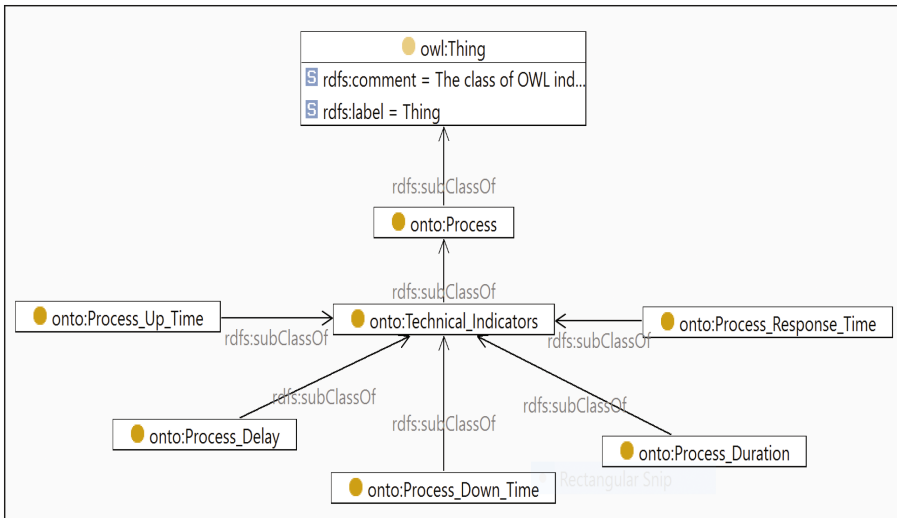 owl:Thing
S rdfs:comment = The class of OWL ind...
S rdfs:label = Thing
rdfs:subClassOf
onto:Process
rdfs:subClassOf
onto:Process_Up_Time
onto:Technical_Indicators
onto:Process_Response_Time
rdfs:subClassOf
rdfs:subClassOf
rdfs:subClassOf
rdfs:subClassOf
rdfs:subClassOf
onto:Process_Delay
onto:Process_Duration
Rectangular Snip
onto:Process_Down_Time